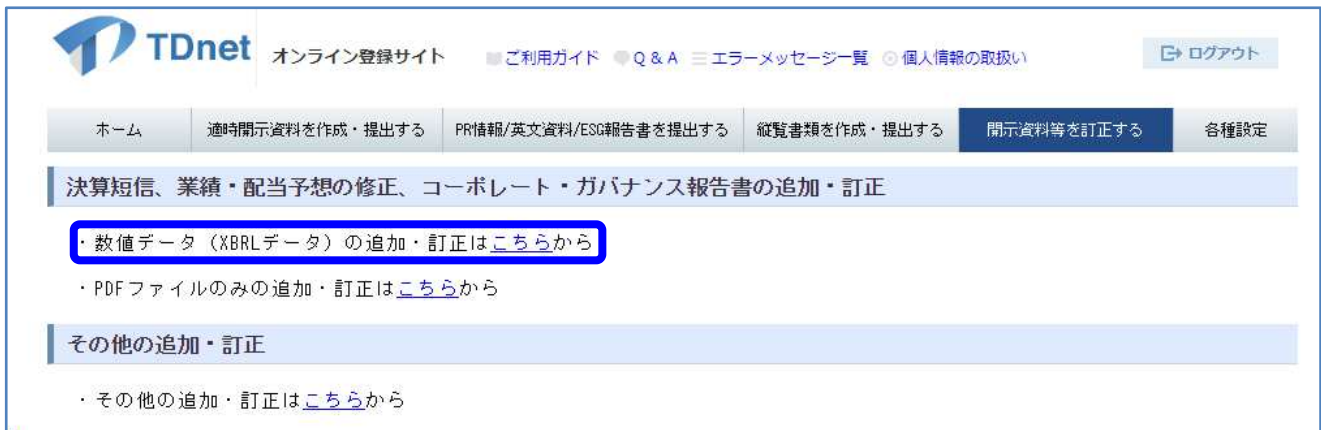 TDnet オンライン登録サイト ご利用ガイド Q & A エラーメッセージ一覧 個人情報の取扱い ログアウト
ホーム 適時開示資料を作成・提出する PR情報/英文資料/ESG報告書を提出する 縦覧書類を作成・提出する 開示資料等を訂正する 各種設定
決算短信、業績・配当予想の修正、コーポレート・ガバナンス報告書の追加・訂正
・数値データ（XBRLデータ）の追加・訂正はこちらから
・PDFファイルのみの追加・訂正はこちらから
その他の追加・訂正
・その他の追加・訂正はこちらから